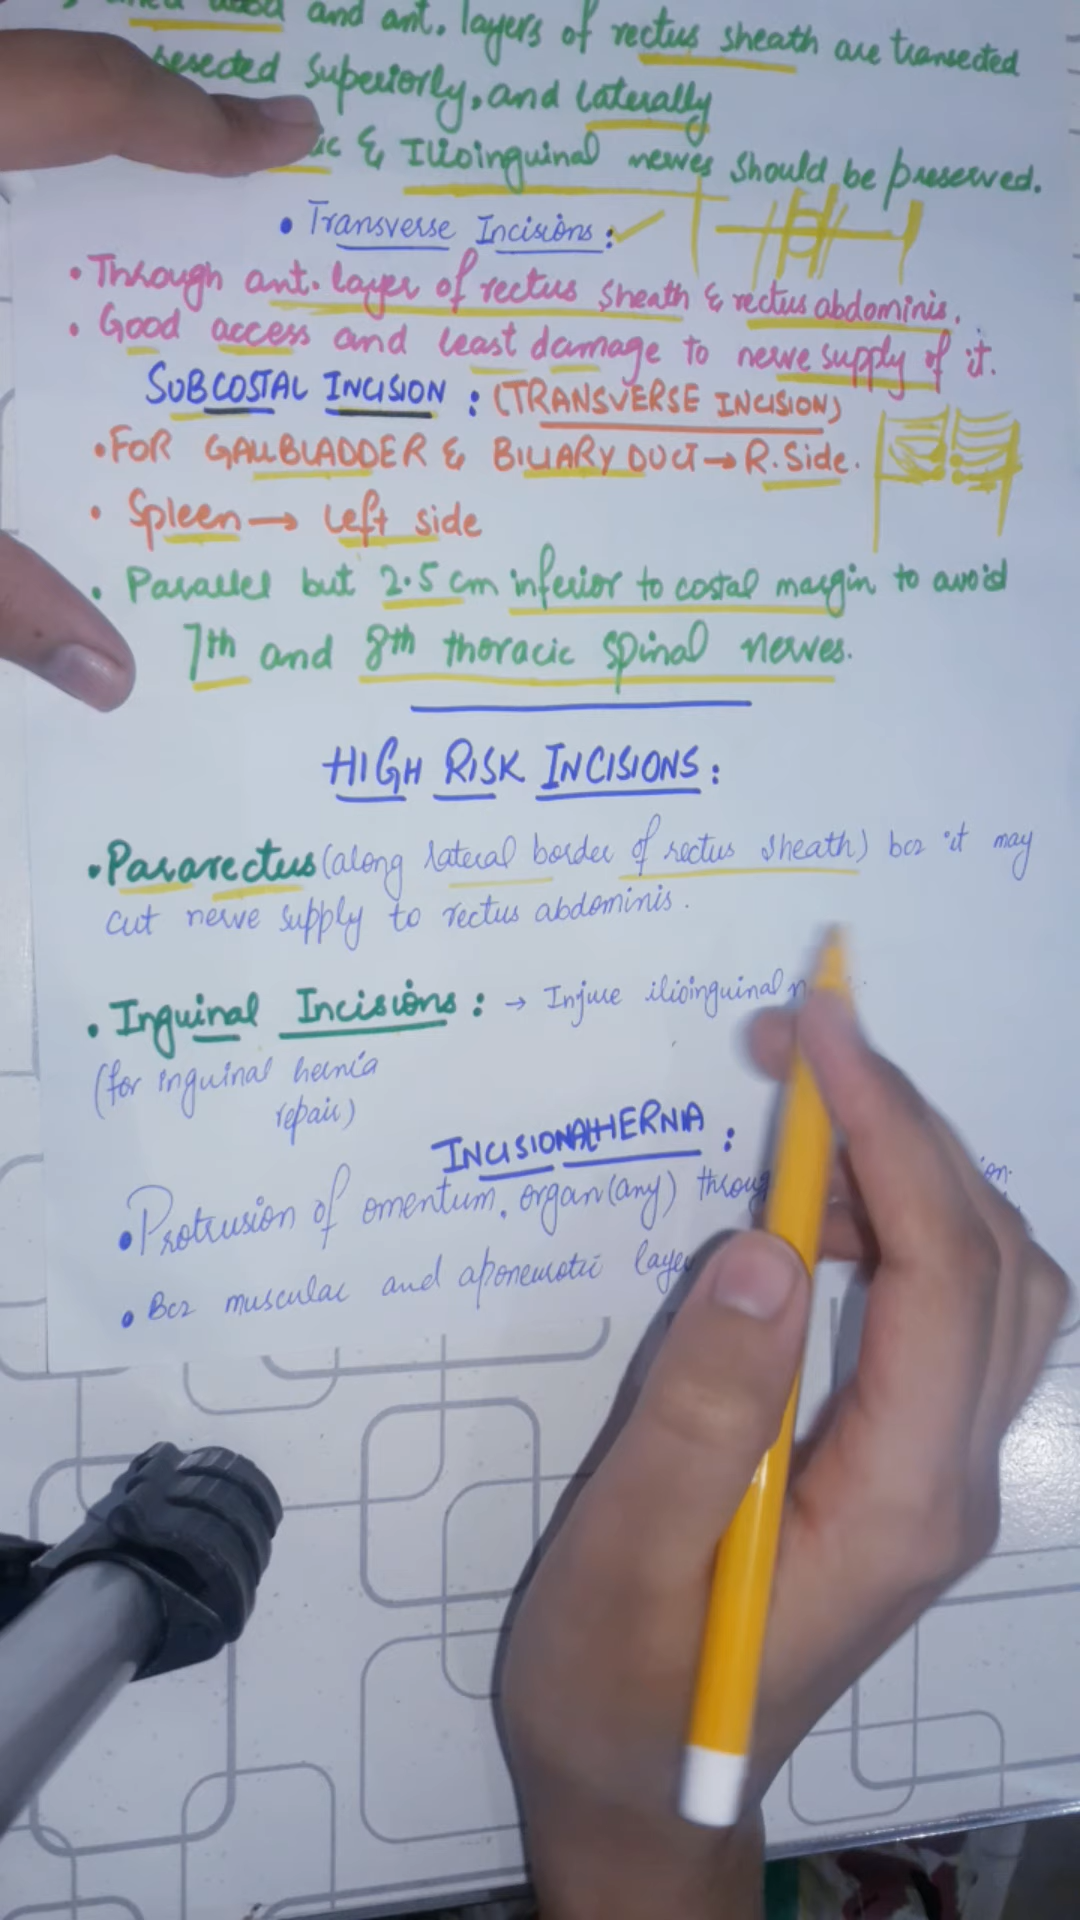 and ant. layers of rectus sheath are transected
Superiorly, and laterally
& Ilioinguinal nerves should be preserved.
• Transverse Incisions:
• Through ant. layer of rectus sheath & rectus abdominis.
• Good access and least damage to nerve supply of it.
SUBCOSTAL INCISION : (TRANSVERSE INCISION)
• FOR GALLBLADDER & BILIARY DUCT → R. Side.
• Spleen → left side
• Parallel but 2.5 cm inferior to costal margin to avoid
7th and 8th thoracic spinal nerves.
HIGH RISK INCISIONS:
• Pararectus (along lateral border of rectus sheath) bcz it may
cut nerve supply to rectus abdominis.
• Inguinal Incisions: → Injure ilioinguinal
(for inguinal hernia
repair)
INCISIONAL HERNIA :
• Protrusion of omentum, organ (any)
• Bcz muscular and aponeurotic